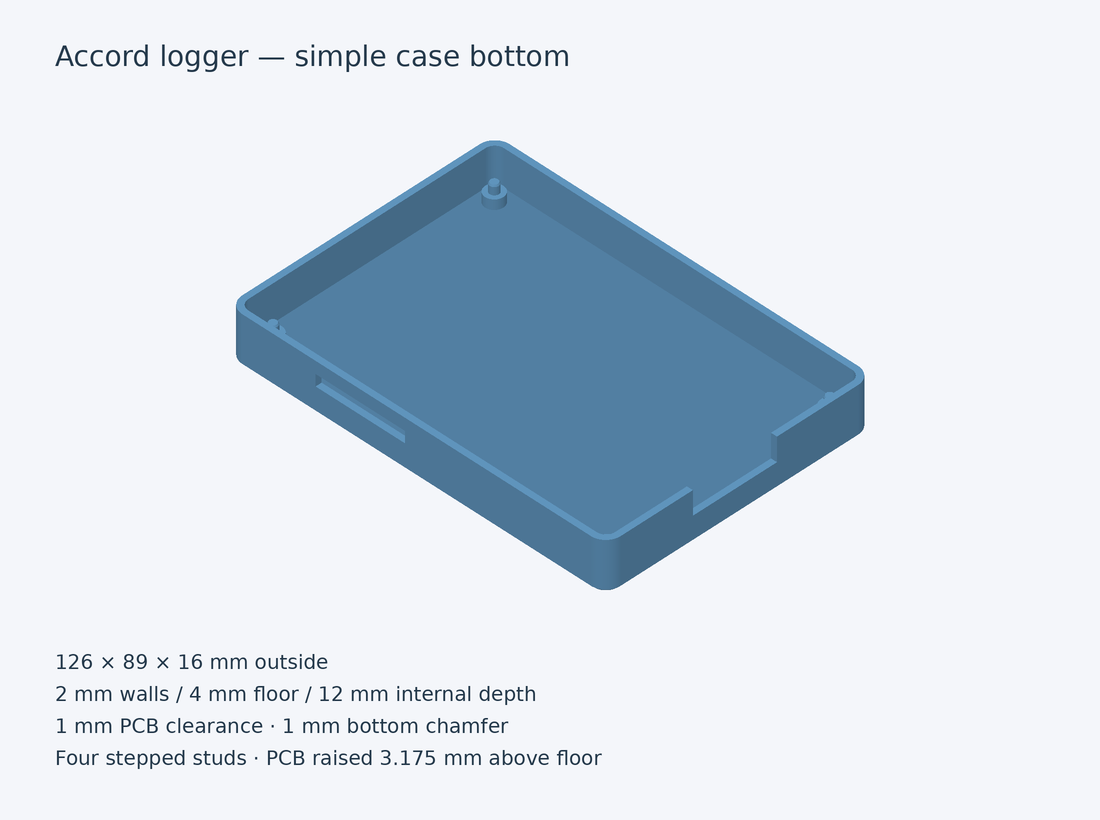 Accord logger — simple case bottom
126 × 89 × 16 mm outside
2 mm walls / 4 mm floor / 12 mm internal depth
1 mm PCB clearance · 1 mm bottom chamfer
Four stepped studs · PCB raised 3.175 mm above floor